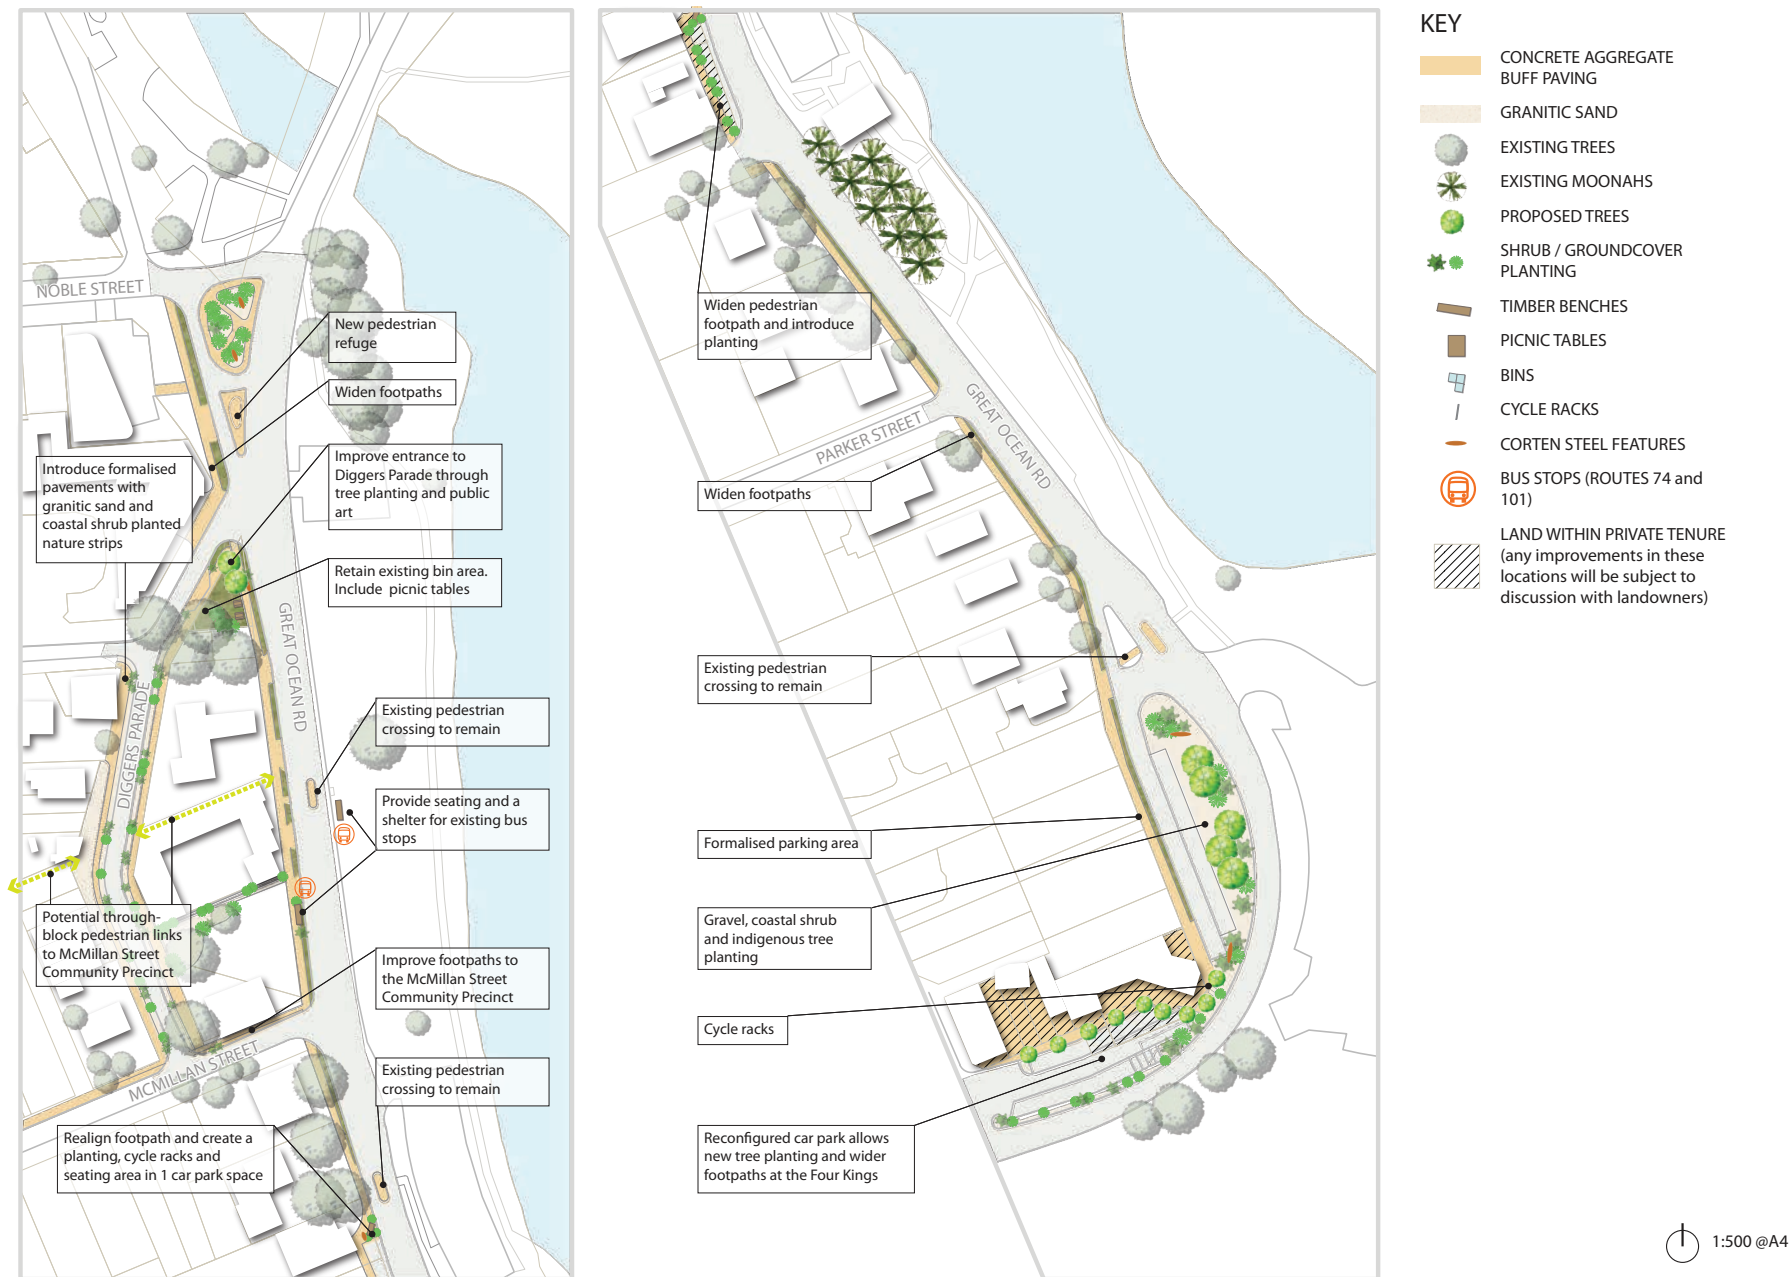 NOBLE STREET
New pedestrian
refuge
Widen footpaths
Introduce formalised
pavements with
granitic sand and
coastal shrub planted
nature strips
Improve entrance to
Diggers Parade through
tree planting and public
art
Retain existing bin area.
Include picnic tables
GREAT OCEAN RD
DIGGERS PARADE
Existing pedestrian
crossing to remain
Provide seating and a
shelter for existing bus
stops
Potential through-
block pedestrian links
to McMillan Street
Community Precinct
Improve footpaths to
the McMillan Street
Community Precinct
MCMILLAN STREET
Existing pedestrian
crossing to remain
Realign footpath and create a
planting, cycle racks and
seating area in 1 car park space
Widen pedestrian
footpath and introduce
planting
GREAT OCEAN RD
PARKER STREET
Widen footpaths
Existing pedestrian
crossing to remain
Formalised parking area
Gravel, coastal shrub
and indigenous tree
planting
Cycle racks
Reconfigured car park allows
new tree planting and wider
footpaths at the Four Kings
KEY
CONCRETE AGGREGATE
BUFF PAVING
GRANITIC SAND
EXISTING TREES
EXISTING MOONAHS
PROPOSED TREES
SHRUB / GROUNDCOVER
PLANTING
TIMBER BENCHES
PICNIC TABLES
BINS
CYCLE RACKS
CORTEN STEEL FEATURES
BUS STOPS (ROUTES 74 and
101)
LAND WITHIN PRIVATE TENURE
(any improvements in these
locations will be subject to
discussion with landowners)
1:500 @A4